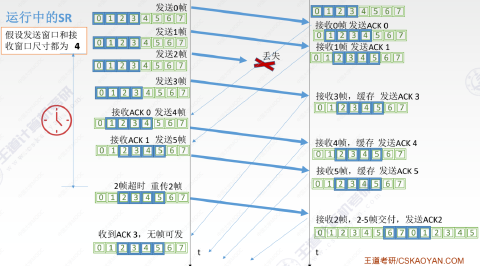 运行中的SR
假设发送窗口和接
收窗口尺寸都为 4
发送0帧
0 1 2 3 4 5 6 7
发送1帧
0 1 2 3 4 5 6 7
发送2帧
0 1 2 3 4 5 6 7
发送3帧
0 1 2 3 4 5 6 7
接收ACK 0 发送4帧
0 1 2 3 4 5 6 7
接收ACK 1 发送5帧
0 1 2 3 4 5 6 7
2帧超时 重传2帧
0 1 2 3 4 5 6 7
收到ACK 3，无帧可发
0 1 2 3 4 5 6 7
t
丢失
0 1 2 3 4 5 6 7
接收0帧 发送ACK 0
0 1 2 3 4 5 6 7
接收1帧 发送ACK 1
0 1 2 3 4 5 6 7
接收3帧，缓存 发送ACK 3
0 1 2 3 4 5 6 7
接收4帧，缓存 发送ACK 4
0 1 2 3 4 5 6 7
接收5帧，缓存 发送ACK 5
0 1 2 3 4 5 6 7
接收2帧，2-5帧交付，发送ACK2
0 1 2 3 4 5 6 7 0 1 2 3 4 5
t
王道考研/CSKAOYAN.COM